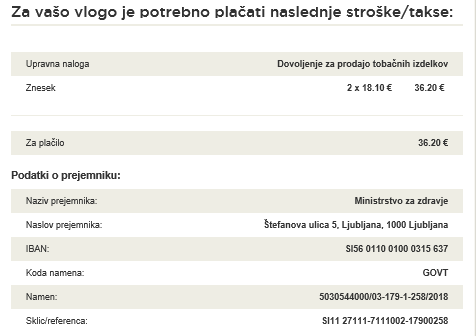 Za vašo vlogo je potrebno plačati naslednje stroške/takse:
Upravna naloga Dovoljenje za prodajo tobačnih izdelkov
Znesek 2 x 18.10 € 36.20 €
Za plačilo 36.20 €
Podatki o prejemniku:
Naziv prejemnika: Ministrstvo za zdravje
Naslov prejemnika: Štefanova ulica 5, Ljubljana, 1000 Ljubljana
IBAN: SI56 0110 0100 0315 637
Koda namena: GOVT
Namen: 5030544000/03-179-1-258/2018
Sklic/referenca: SI11 27111-7111002-17900258